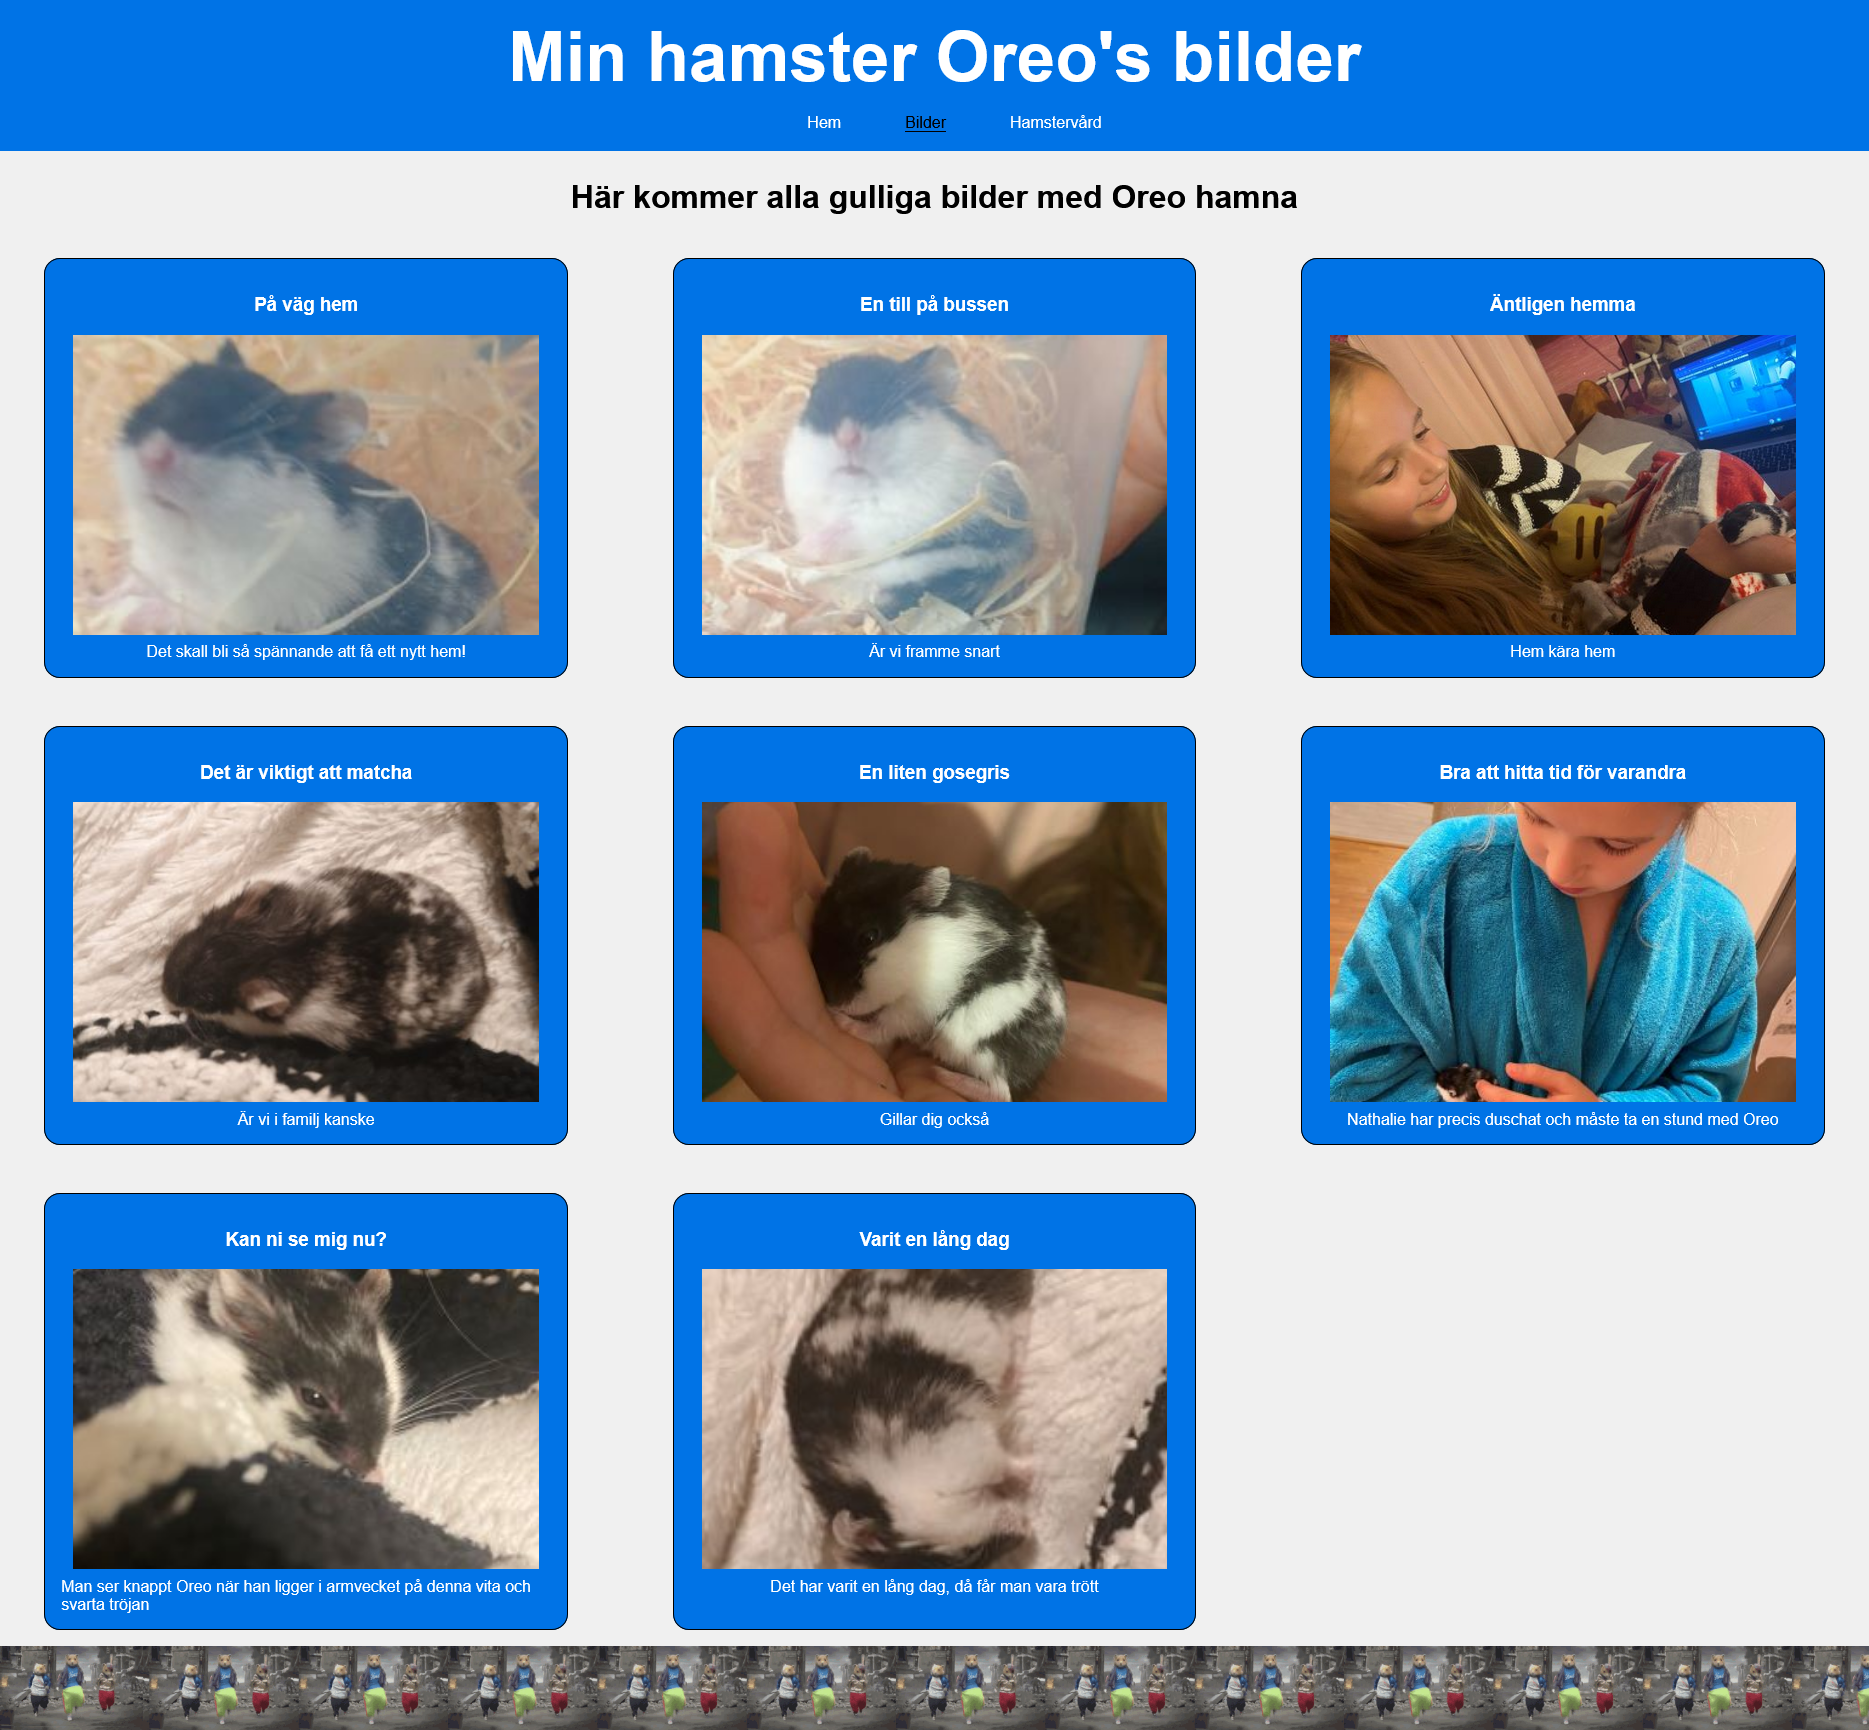 Min hamster Oreo's bilder
Hem Bilder Hamstervård
Här kommer alla gulliga bilder med Oreo hamna
På väg hem
Det skall bli så spännande att få ett nytt hem!
En till på bussen
Är vi framme snart
Äntligen hemma
Hem kära hem
Det är viktigt att matcha
Är vi i familj kanske
En liten gosegris
Gillar dig också
Bra att hitta tid för varandra
Nathalie har precis duschat och måste ta en stund med Oreo
Kan ni se mig nu?
Man ser knappt Oreo när han ligger i armvecket på denna vita och
svarta tröjan
Varit en lång dag
Det har varit en lång dag, då får man vara trött